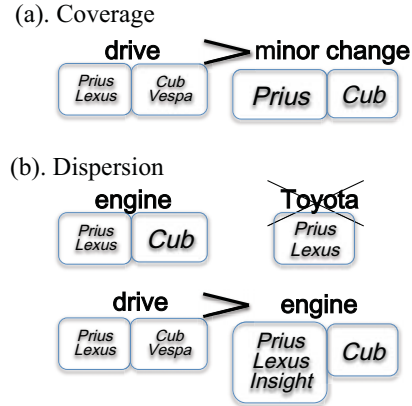 (a). Coverage
drive > minor change
Prius Cub Prius Cub
Lexus Vespa
(b). Dispersion
engine Toyota
Prius Cub Prius
Lexus Lexus
drive > engine
Prius Cub Prius Cub
Lexus Vespa Lexus
Insight